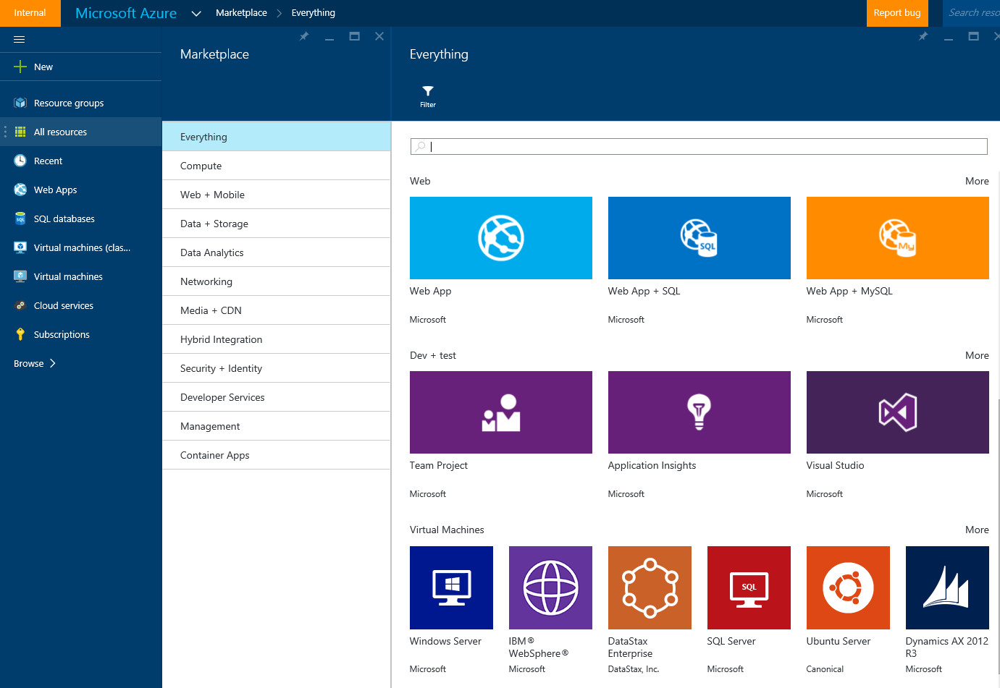 Internal
Microsoft Azure
Marketplace
Everything
Report bug
Search reso
New
Resource groups
All resources
Recent
Web Apps
SQL databases
SQL
Virtual machines (clas...
Virtual machines
Cloud services
Subscriptions
Browse
Marketplace
Everything
Compute
Web + Mobile
Data + Storage
Data Analytics
Networking
Media + CDN
Hybrid Integration
Security + Identity
Developer Services
Management
Container Apps
Everything
Filter
Web
More
SQL
My
Web App
Web App + SQL
Web App + MySQL
Microsoft
Microsoft
Microsoft
Dev + test
More
Team Project
Application Insights
Visual Studio
Microsoft
Microsoft
Microsoft
Virtual Machines
More
SQL
Windows Server
Microsoft
IBM®
WebSphere®
Microsoft
DataStax
Enterprise
DataStax, Inc.
SQL Server
Microsoft
Ubuntu Server
Canonical
Dynamics AX 2012
R3
Microsoft